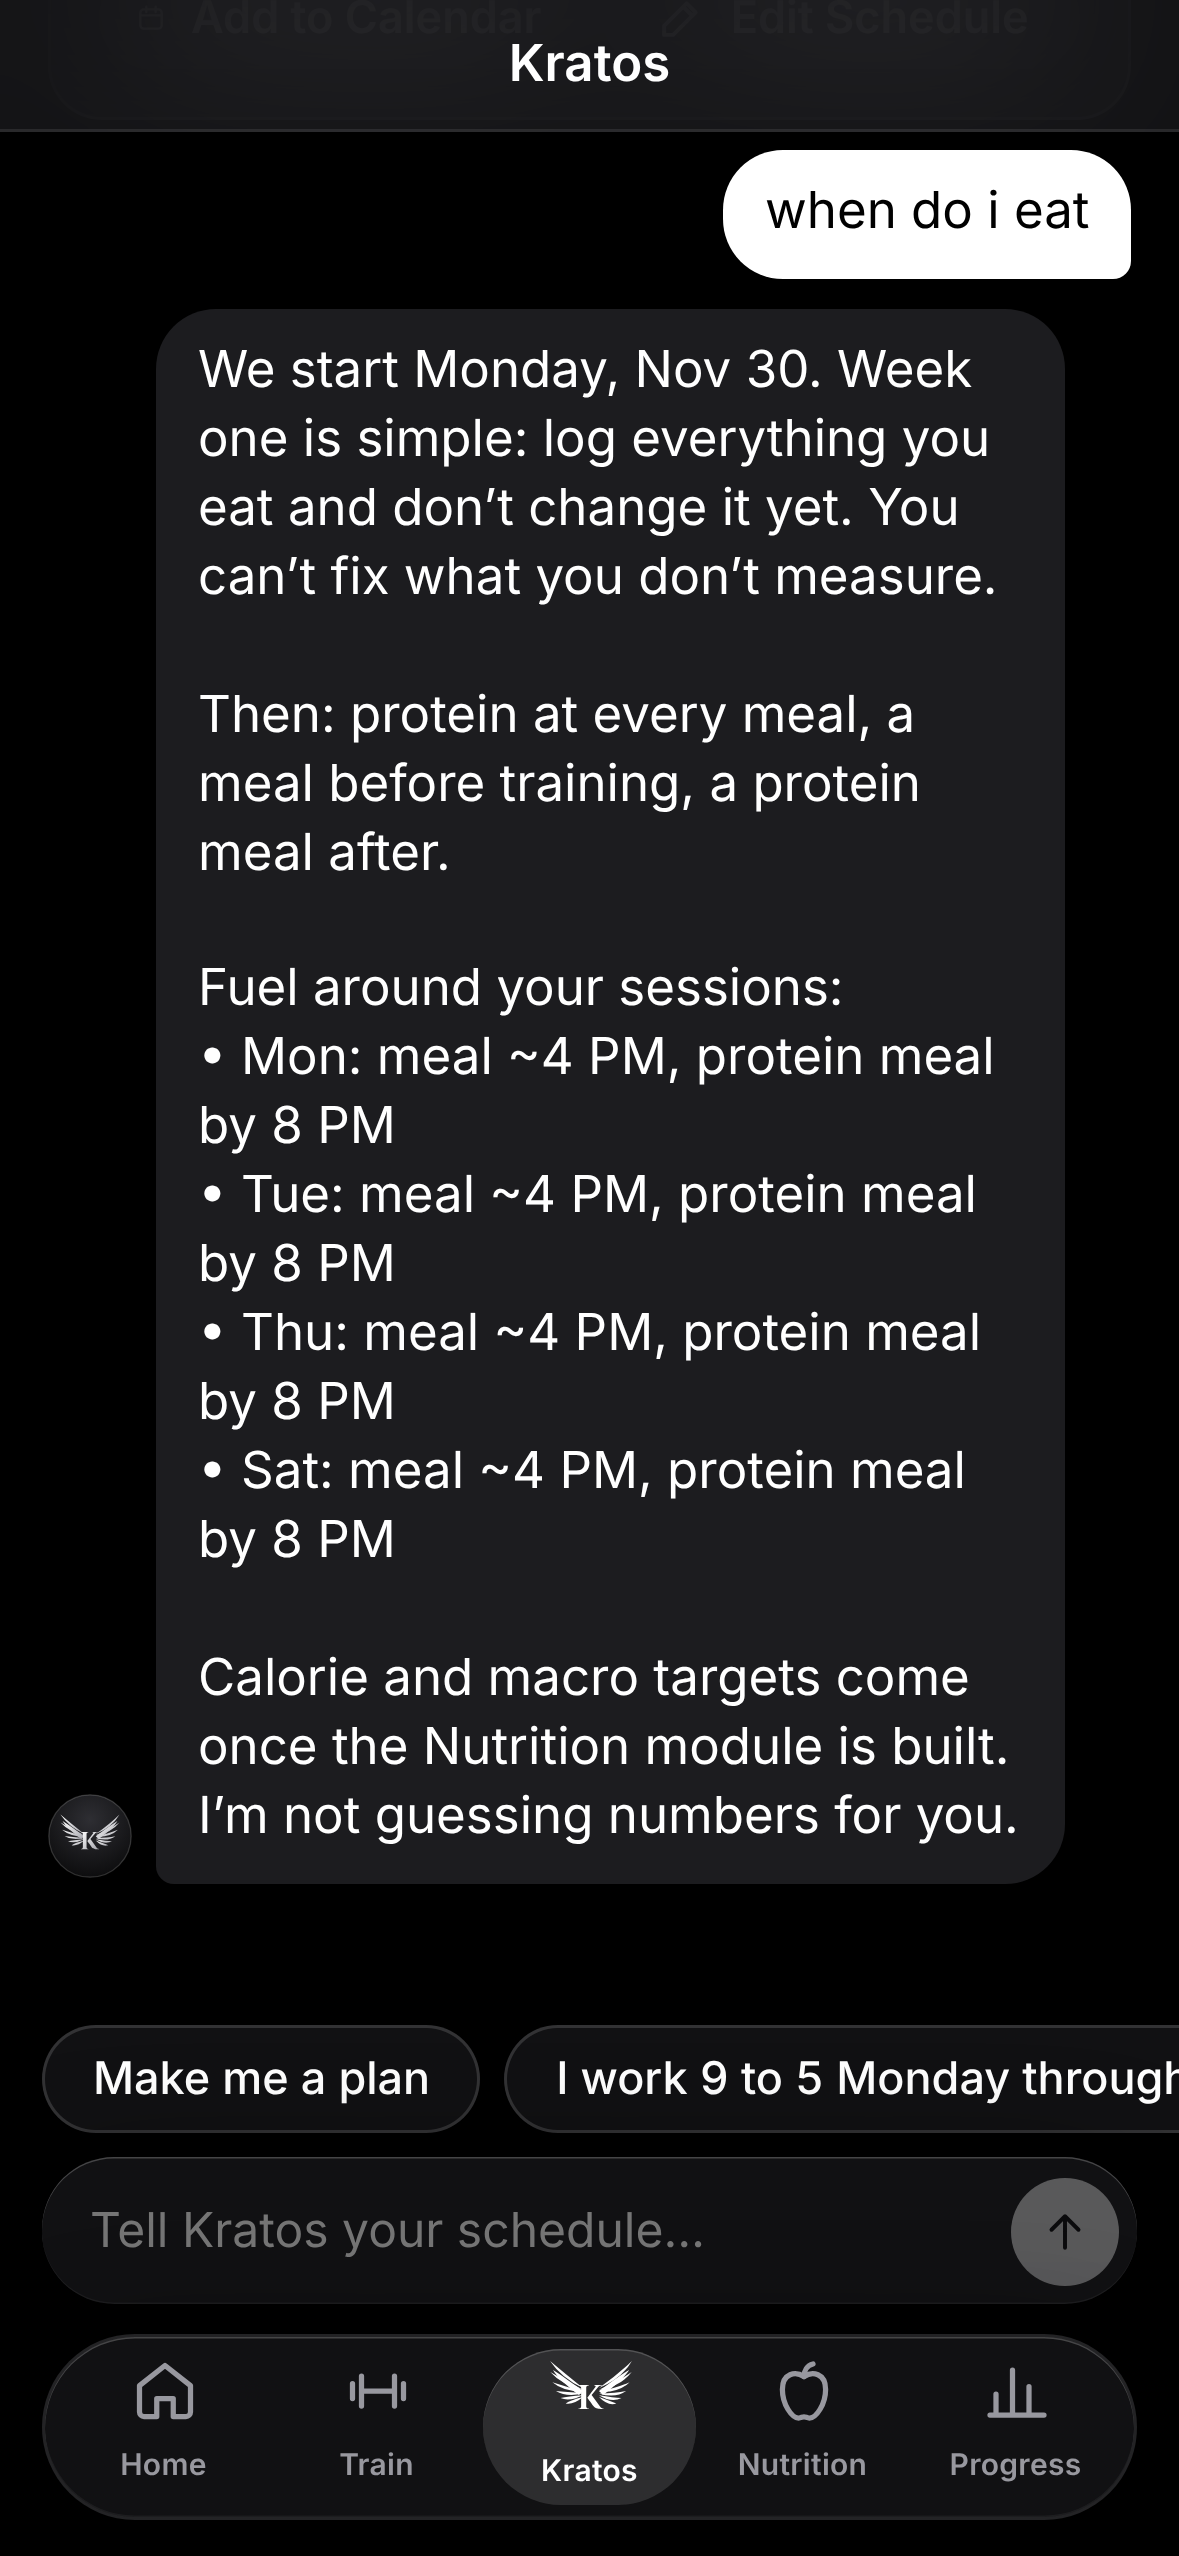 Add to Calendar
Edit Schedule
Kratos
when do i eat
We start Monday, Nov 30. Week
one is simple: log everything you
eat and don’t change it yet. You
can’t fix what you don’t measure.
Then: protein at every meal, a
meal before training, a protein
meal after.
Fuel around your sessions:
• Mon: meal ~4 PM, protein meal
by 8 PM
• Tue: meal ~4 PM, protein meal
by 8 PM
• Thu: meal ~4 PM, protein meal
by 8 PM
• Sat: meal ~4 PM, protein meal
by 8 PM
Calorie and macro targets come
once the Nutrition module is built.
I’m not guessing numbers for you.
K
Make me a plan
I work 9 to 5 Monday through
Tell Kratos your schedule...
K
Home
Train
Kratos
Nutrition
Progress